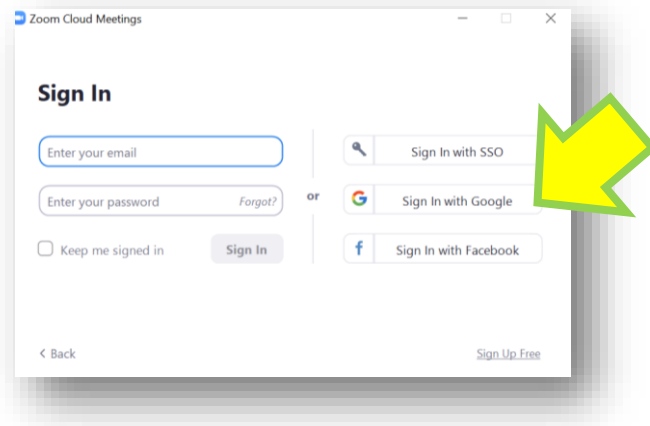 Zoom Cloud Meetings
Sign In
Enter your email
Enter your password Forgot?
Keep me signed in Sign In
or
Sign In with SSO
Sign In with Google
Sign In with Facebook
< Back
Sign Up Free